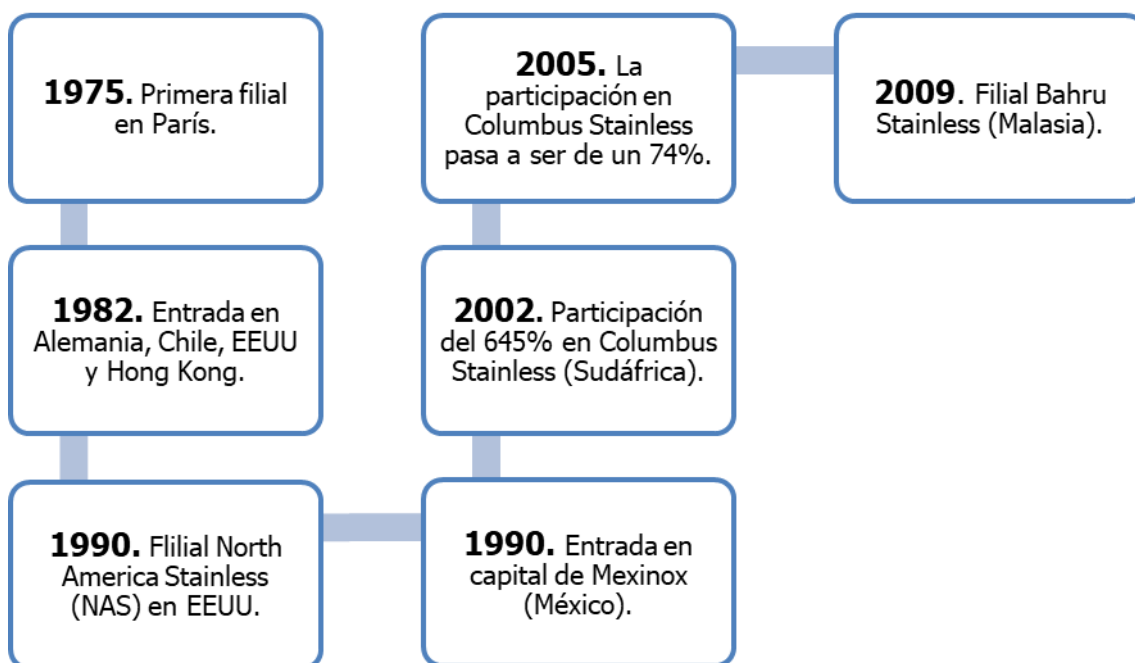 1975. Primera filial
en París.
1982. Entrada en
Alemania, Chile, EEUU
y Hong Kong.
1990. Flilial North
America Stainless
(NAS) en EEUU.
1990. Entrada en
capital de Mexinox
(México).
2002. Participación
del 645% en Columbus
Stainless (Sudáfrica).
2005. La
participación en
Columbus Stainless
pasa a ser de un 74%.
2009. Filial Bahru
Stainless (Malasia).